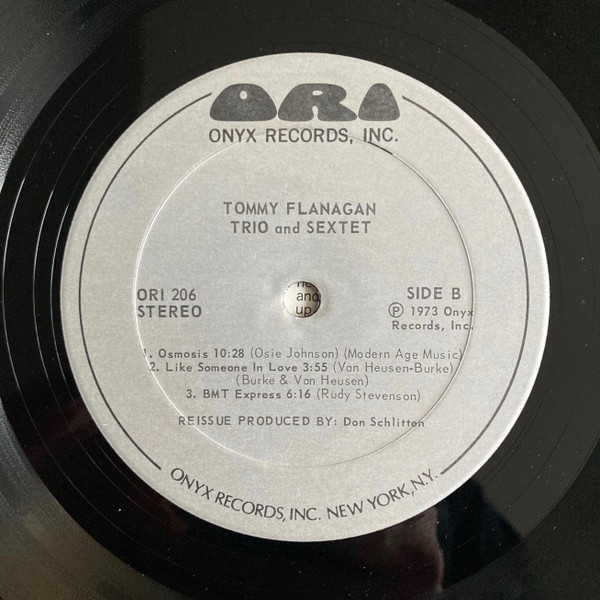 ORI
ONYX RECORDS, INC.
TOMMY FLANAGAN
TRIO and SEXTET
ORI 206
STEREO
and
up
SIDE B
Ⓟ 1973 Onyx
Records, Inc.
1. Osmosis 10:28 (Osie Johnson) (Modern Age Music)
2. Like Someone In Love 3:55 (Van Heusen-Burke)
(Burke & Van Heusen)
3. BMT Express 6:16 (Rudy Stevenson)
REISSUE PRODUCED BY: Don Schlitten
ONYX RECORDS, INC. NEW YORK, N.Y.